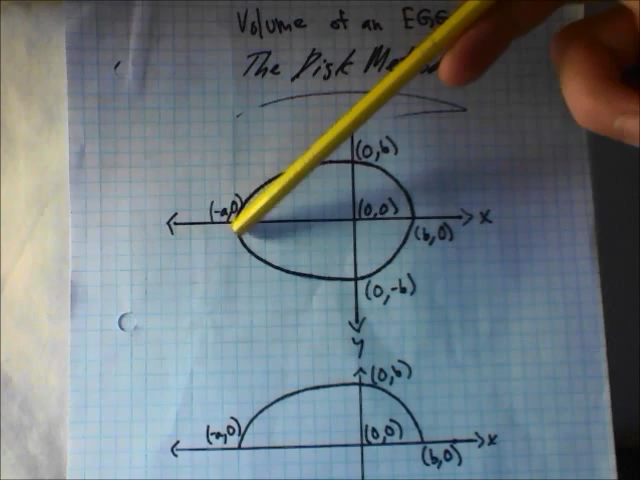 Volume of an EGG
The Disk
(0,b)
(-a,0)
(0,0)
x
(b,0)
(0,-b)
y
(0,b)
(-a,0)
(0,0)
x
(b,0)